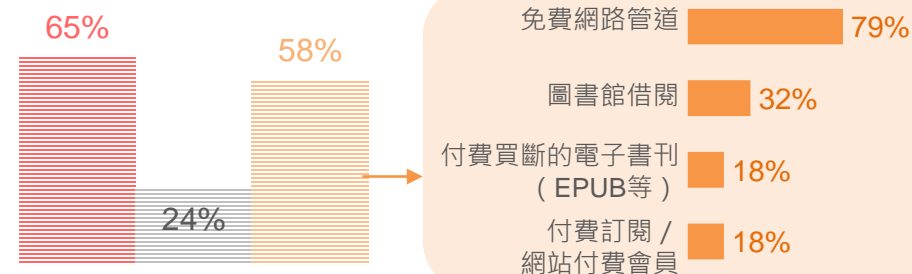 65%
24%
58%
免費網路管道
79%
圖書館借閱
32%
付費買斷的電子書刊
（EPUB等）
18%
付費訂閱／
網站付費會員
18%